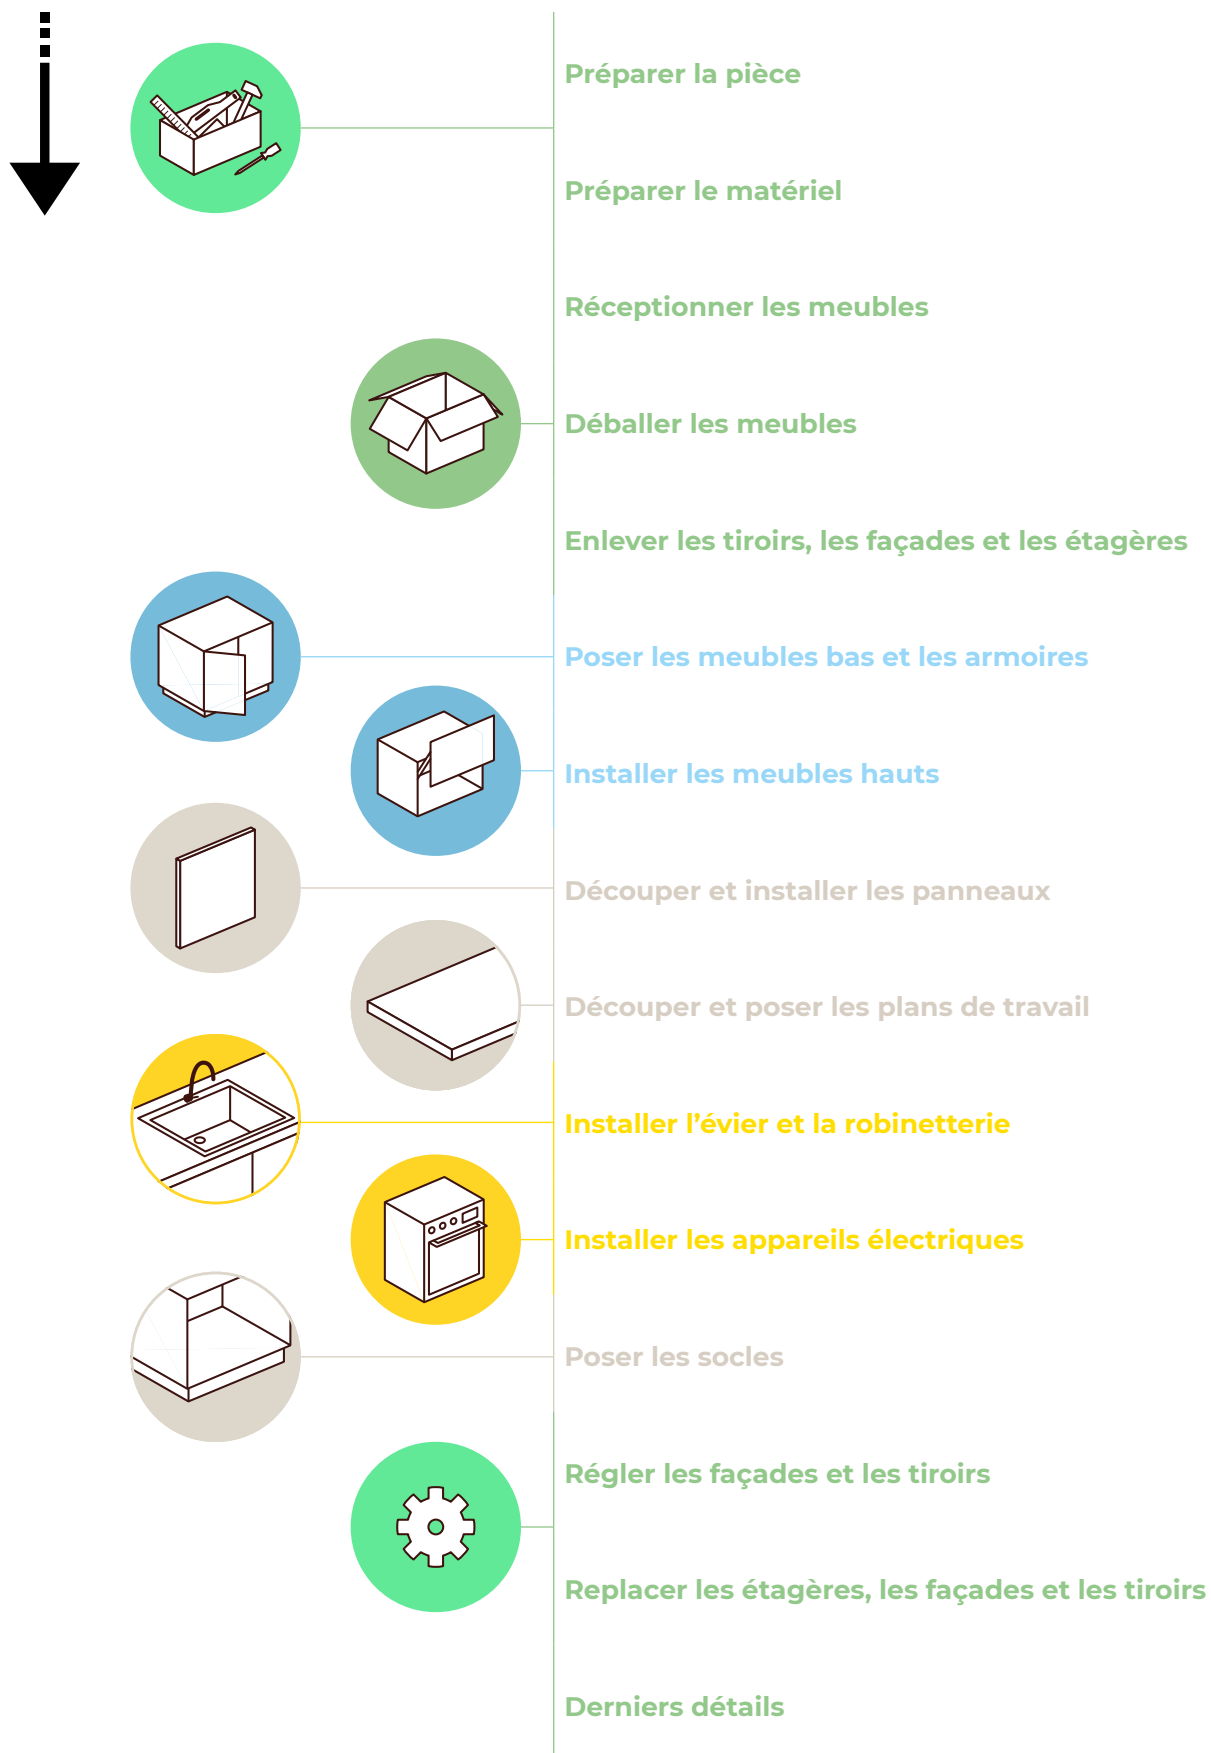 Préparer la pièce
Préparer le matériel
Réceptionner les meubles
Déballer les meubles
Enlever les tiroirs, les façades et les étagères
Poser les meubles bas et les armoires
Installer les meubles hauts
Découper et installer les panneaux
Découper et poser les plans de travail
Installer l’évier et la robinetterie
Installer les appareils électriques
Poser les socles
Régler les façades et les tiroirs
Replacer les étagères, les façades et les tiroirs
Derniers détails